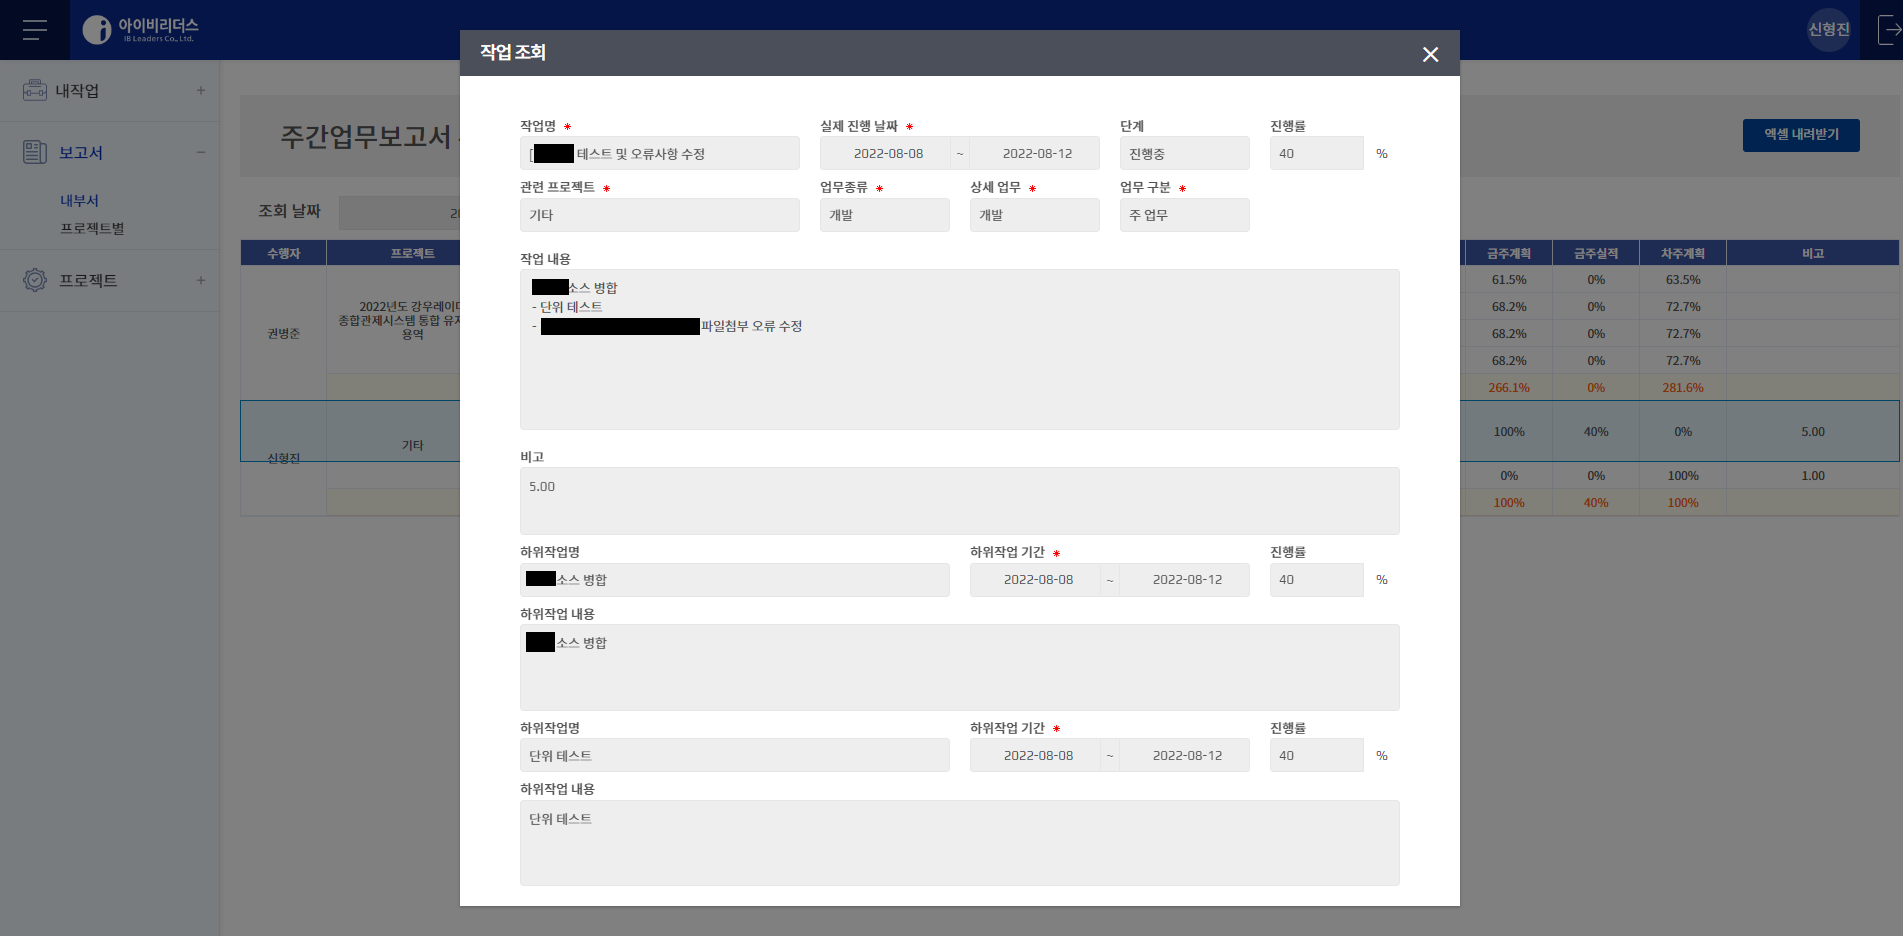 아이비리더스
IB Leaders Co., Ltd.
신형진
내작업 +
보고서 −
내부서
프로젝트별
프로젝트 +
주간업무보고서
엑셀 내려받기
조회 날짜
수행자 프로젝트 금주계획 금주실적 차주계획 비고
권병준
2022년도 강우레이더
종합관제시스템 통합 유지
용역
61.5% 0% 63.5%
68.2% 0% 72.7%
68.2% 0% 72.7%
68.2% 0% 72.7%
266.1% 0% 281.6%
신형진 기타 100% 40% 0% 5.00
0% 0% 100% 1.00
100% 40% 100%
작업 조회
작업명 * 실제 진행 날짜 * 단계 진행률
[ 테스트 및 오류사항 수정 2022-08-08 ~ 2022-08-12 진행중 40 %
관련 프로젝트 * 업무종류 * 상세 업무 * 업무 구분 *
기타 개발 개발 주 업무
작업 내용
소스 병합
- 단위 테스트
- 파일첨부 오류 수정
비고
5.00
하위작업명 하위작업 기간 * 진행률
소스 병합 2022-08-08 ~ 2022-08-12 40 %
하위작업 내용
소스 병합
하위작업명 하위작업 기간 * 진행률
단위 테스트 2022-08-08 ~ 2022-08-12 40 %
하위작업 내용
단위 테스트